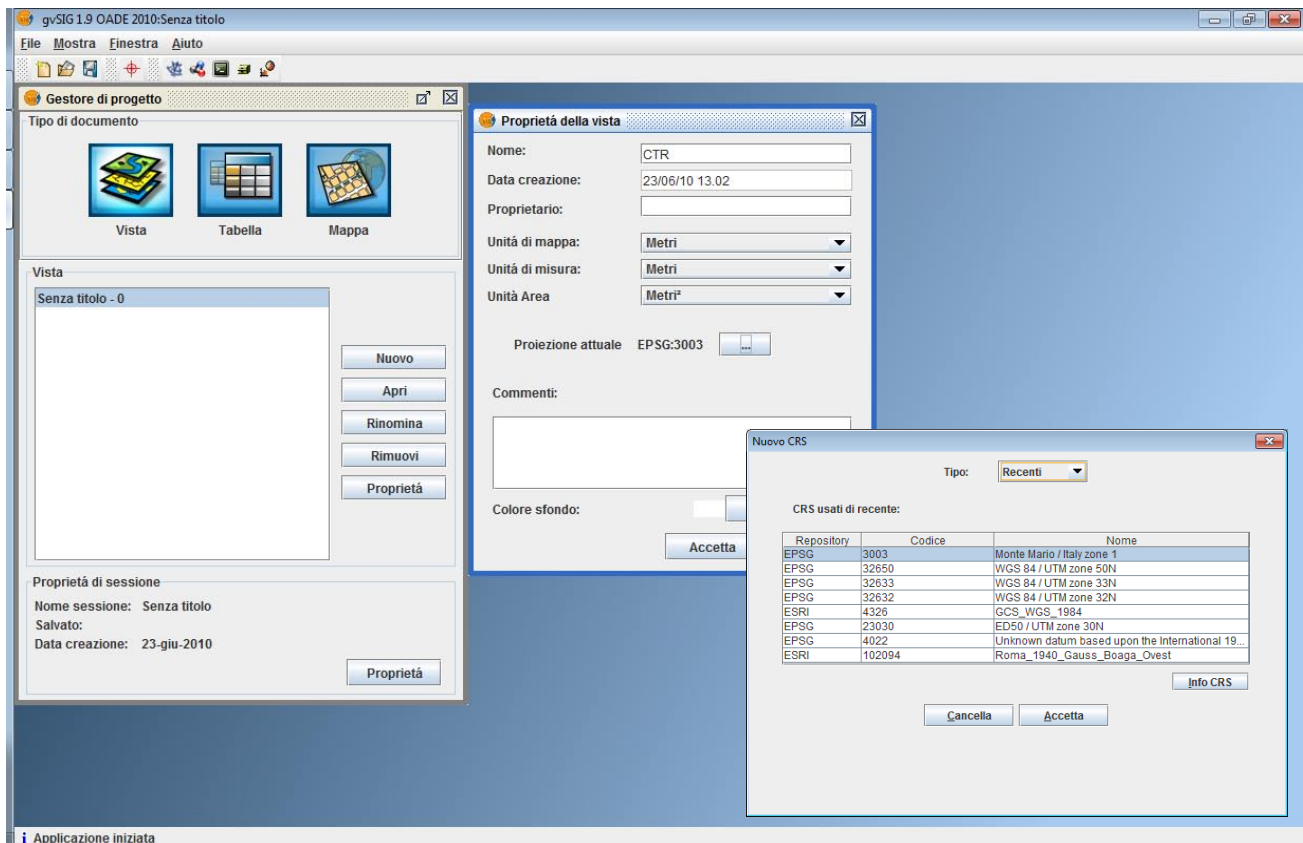 gvSIG 1.9 OADE 2010:Senza titolo
File Mostra Finestra Aiuto
Gestore di progetto
Tipo di documento
Vista Tabella Mappa
Vista
Senza titolo - 0
Nuovo
Apri
Rinomina
Rimuovi
Proprietá
Proprietá di sessione
Nome sessione: Senza titolo
Salvato:
Data creazione: 23-giu-2010
Proprietá
Proprietá della vista
Nome: CTR
Data creazione: 23/06/10 13.02
Proprietario:
Unitá di mappa: Metri
Unitá di misura: Metri
Unità Area Metri²
Proiezione attuale EPSG:3003 ...
Commenti:
Colore sfondo:
Accetta
Nuovo CRS
Tipo: Recenti
CRS usati di recente:
Repository Codice Nome
EPSG 3003 Monte Mario / Italy zone 1
EPSG 32650 WGS 84 / UTM zone 50N
EPSG 32633 WGS 84 / UTM zone 33N
EPSG 32632 WGS 84 / UTM zone 32N
ESRI 4326 GCS_WGS_1984
EPSG 23030 ED50 / UTM zone 30N
EPSG 4022 Unknown datum based upon the International 19...
ESRI 102094 Roma_1940_Gauss_Boaga_Ovest
Info CRS
Cancella Accetta
Applicazione iniziata